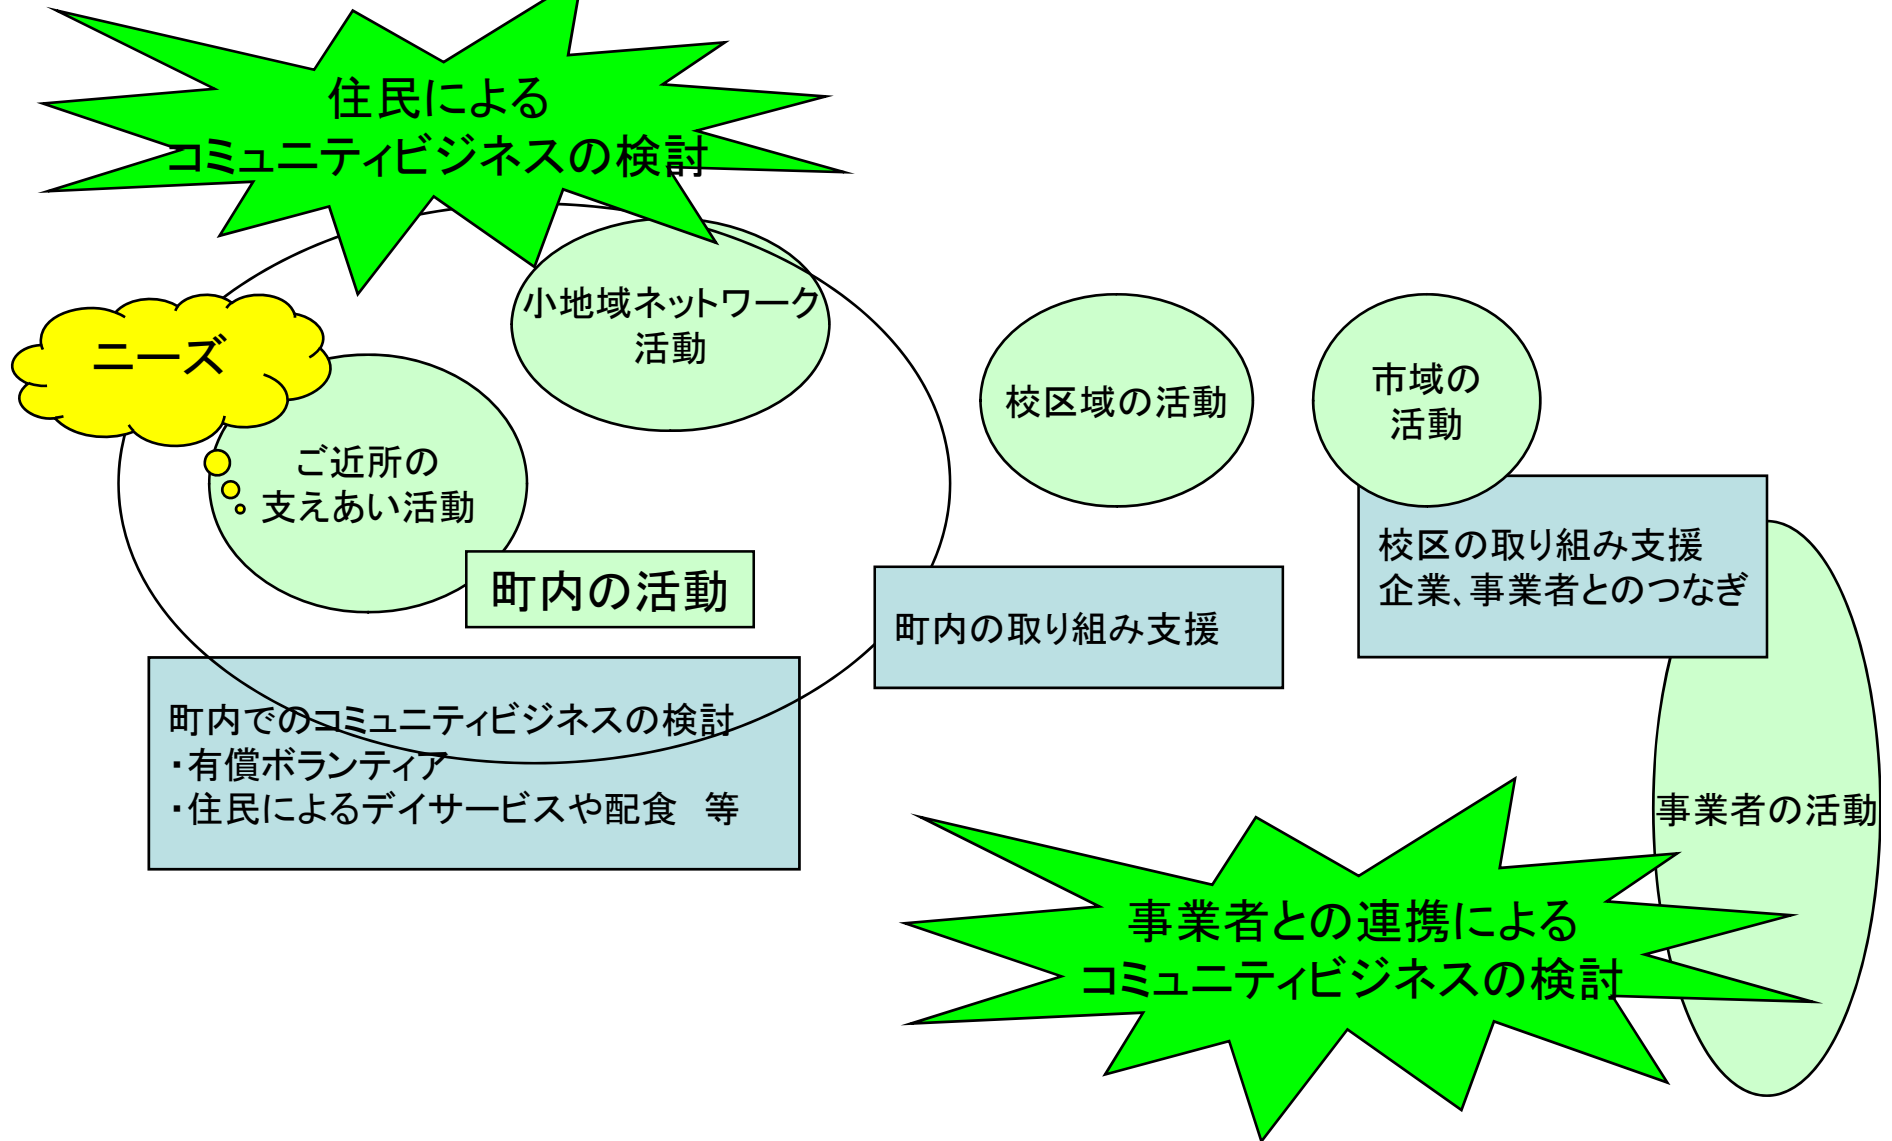 住民による
コミュニティビジネスの検討
小地域ネットワーク
活動
ニーズ
校区域の活動
市域の
活動
ご近所の
支えあい活動
町内の活動
校区の取り組み支援
企業、事業者とのつなぎ
町内の取り組み支援
町内でのコミュニティビジネスの検討
・有償ボランティア
・住民によるデイサービスや配食　等
事業者の活動
事業者との連携による
コミュニティビジネスの検討